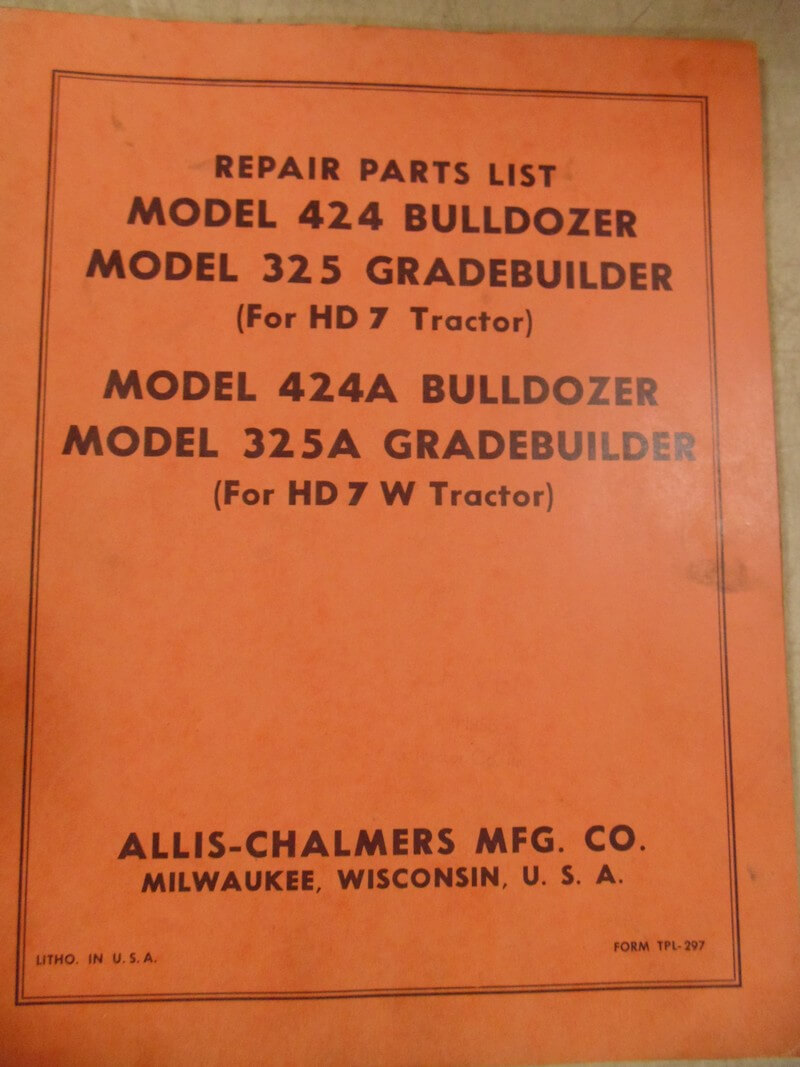 REPAIR PARTS LIST
MODEL 424 BULLDOZER
MODEL 325 GRADEBUILDER
(For HD 7 Tractor)
MODEL 424A BULLDOZER
MODEL 325A GRADEBUILDER
(For HD 7 W Tractor)
ALLIS-CHALMERS MFG. CO.
MILWAUKEE, WISCONSIN, U. S. A.
LITHO. IN U. S. A.
FORM TPL-297